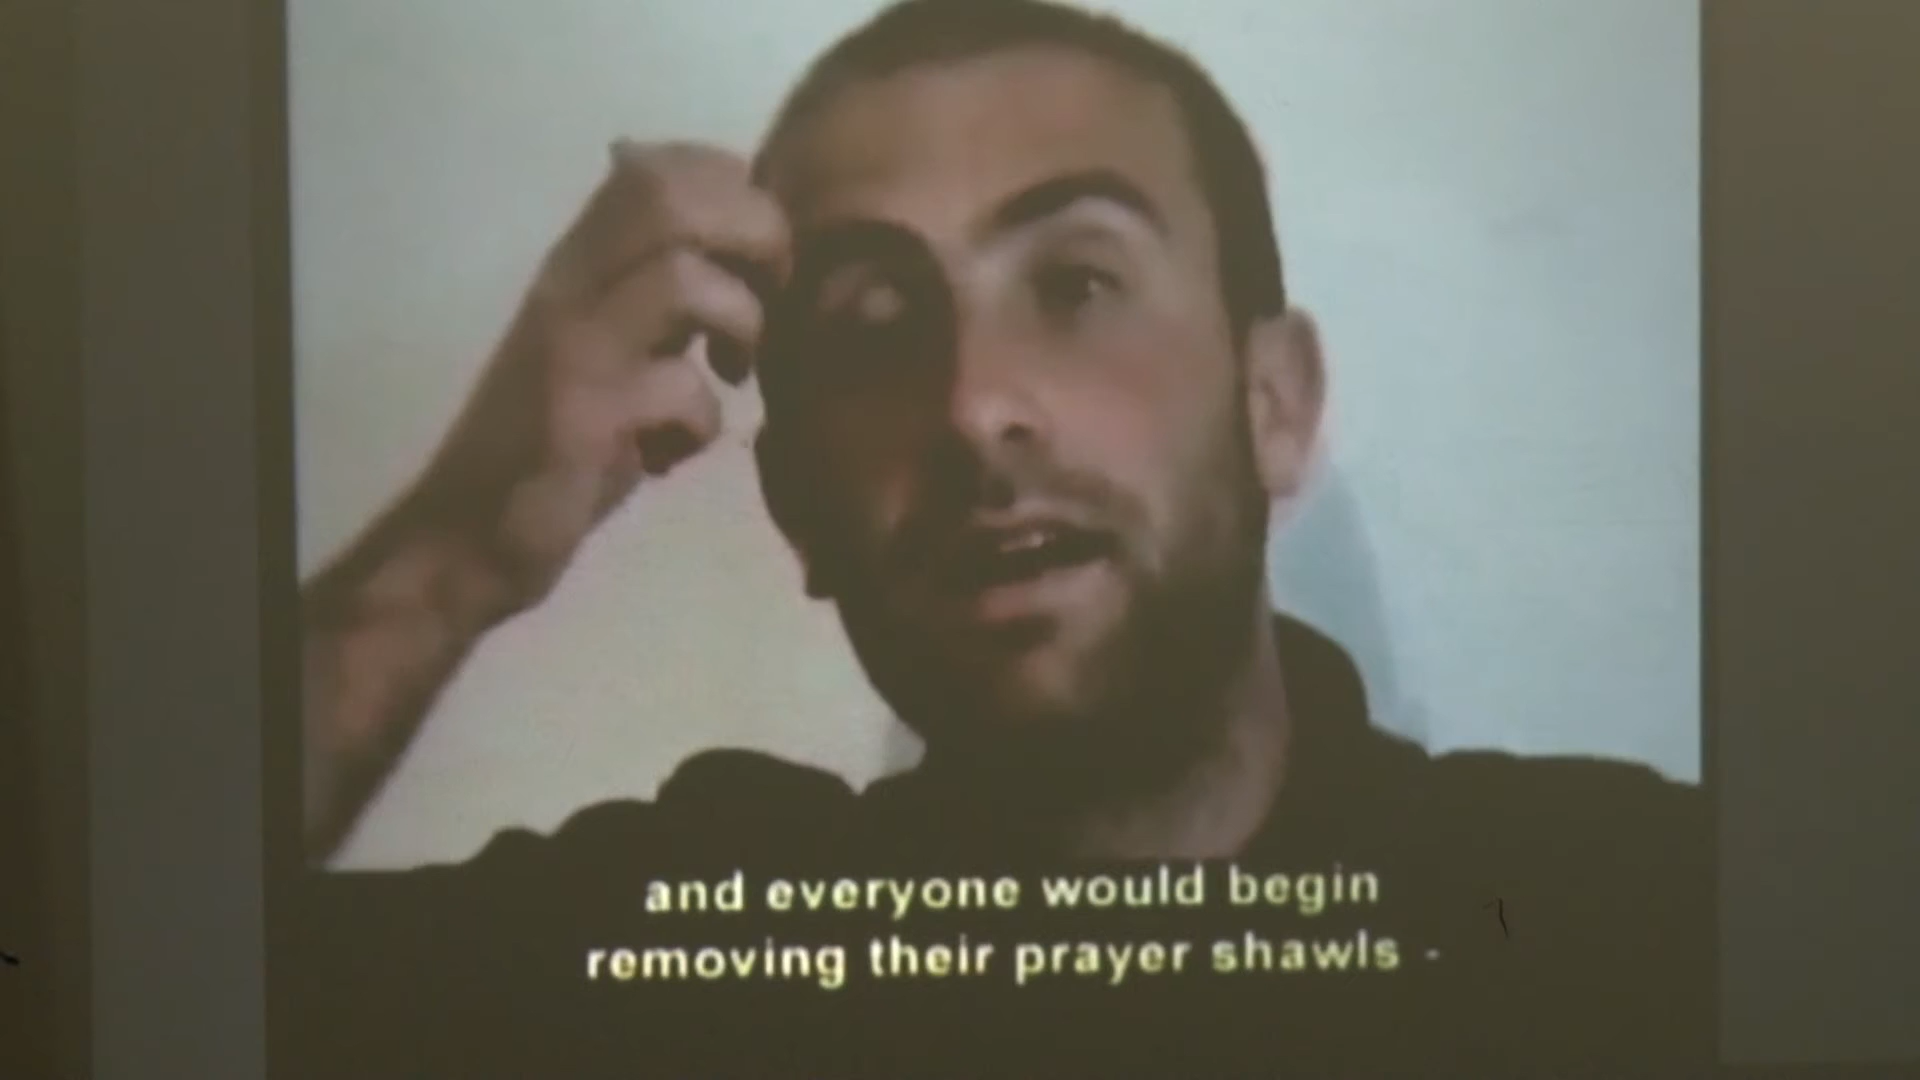 and everyone would begin
removing their prayer shawls -